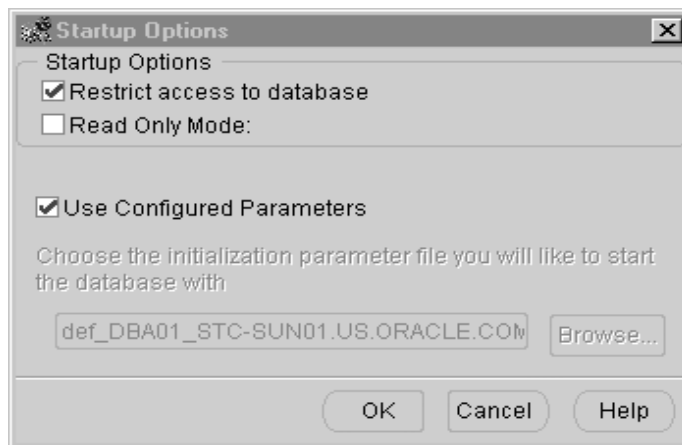 Startup Options
Startup Options
Restrict access to database
Read Only Mode:
Use Configured Parameters
Choose the initialization parameter file you will like to start
the database with
def_DBA01_STC-SUN01.US.ORACLE.COM
Browse...
OK Cancel Help